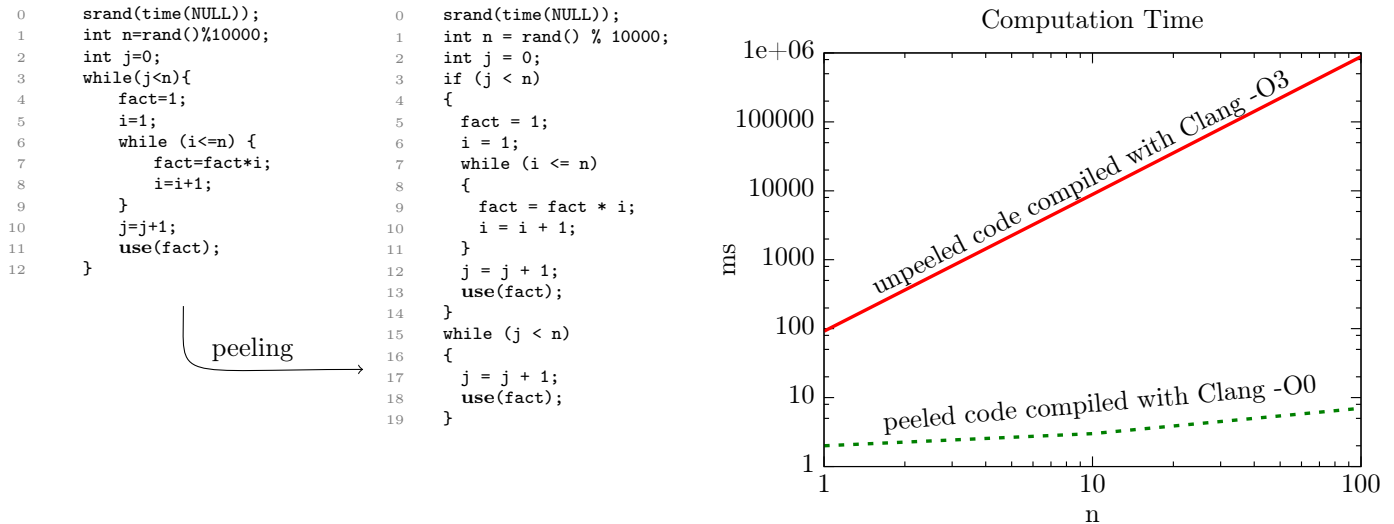 0 srand(time(NULL));
1 int n=rand()%10000;
2 int j=0;
3 while(j<n){
4 fact=1;
5 i=1;
6 while (i<=n) {
7 fact=fact*i;
8 i=i+1;
9 }
10 j=j+1;
11 use(fact);
12 }
peeling
0 srand(time(NULL));
1 int n = rand() % 10000;
2 int j = 0;
3 if (j < n)
4 {
5 fact = 1;
6 i = 1;
7 while (i <= n)
8 {
9 fact = fact * i;
10 i = i + 1;
11 }
12 j = j + 1;
13 use(fact);
14 }
15 while (j < n)
16 {
17 j = j + 1;
18 use(fact);
19 }
Computation Time
1e+06
100000
10000
1000
100
10
1
ms
unpeeled code compiled with Clang -O3
peeled code compiled with Clang -O0
1 10 100
n